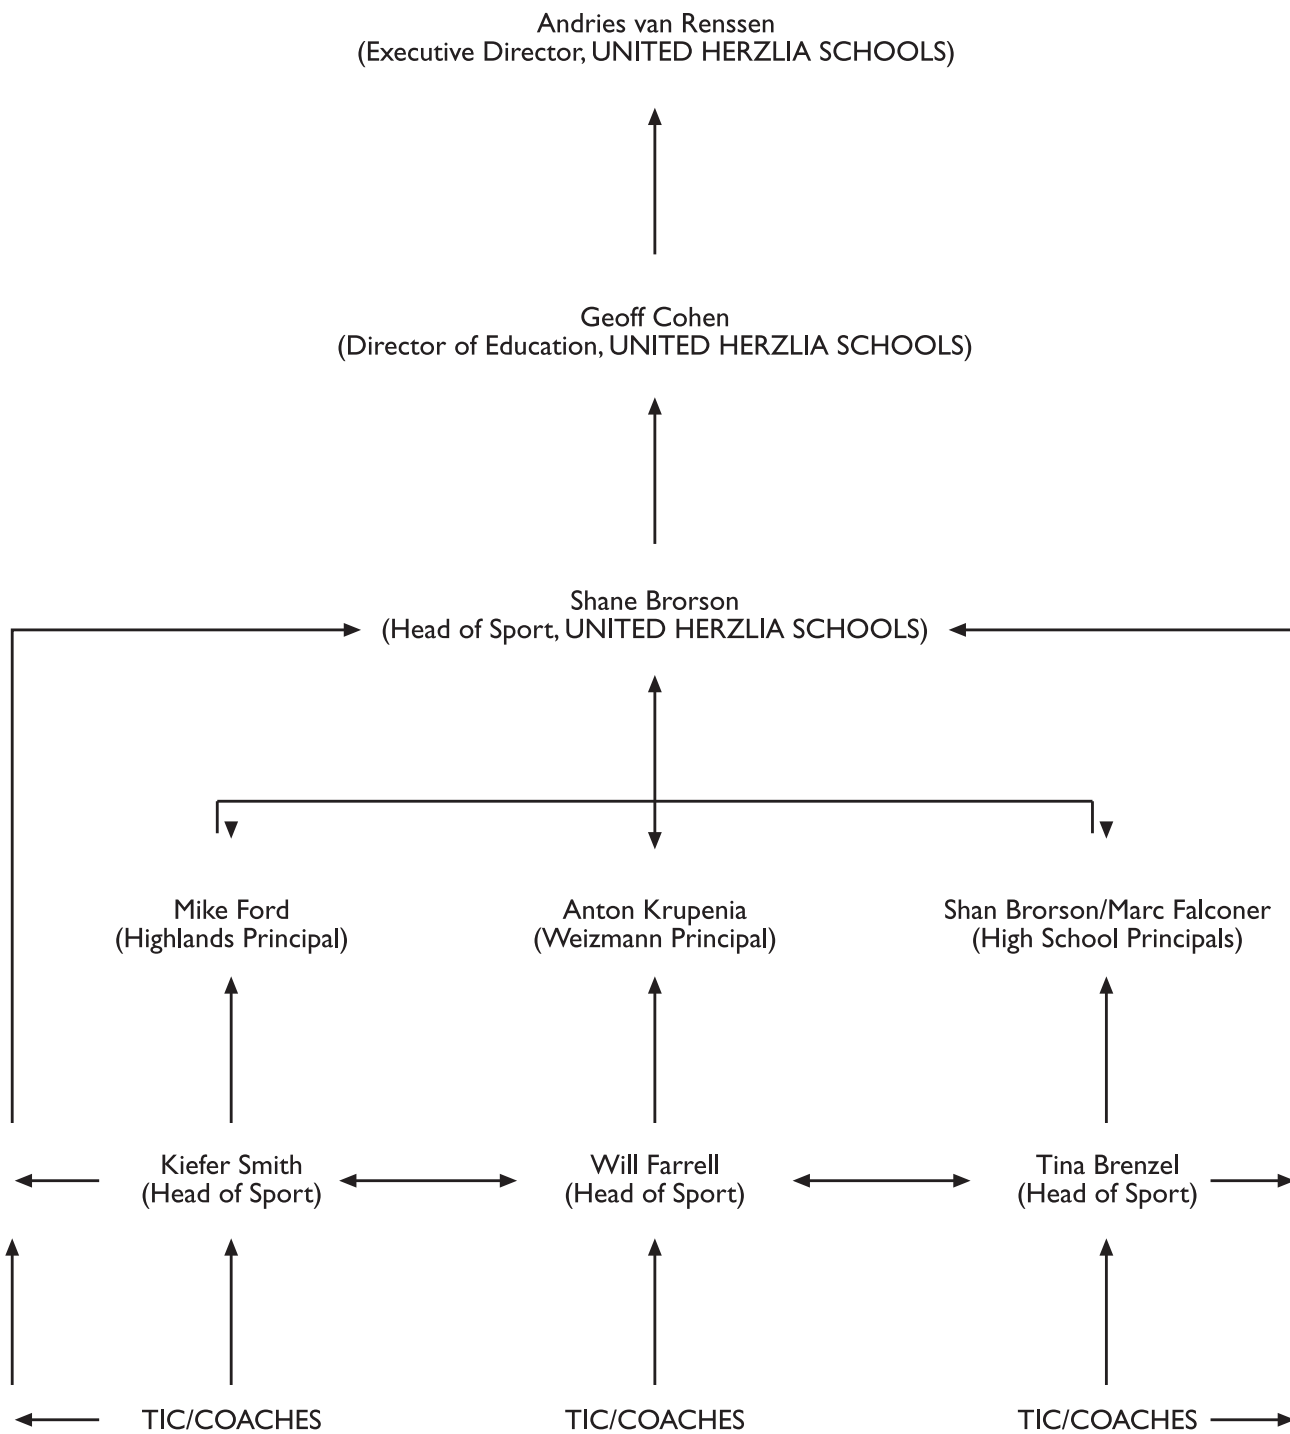 Andries van Renssen
(Executive Director, UNITED HERZLIA SCHOOLS)
Geoff Cohen
(Director of Education, UNITED HERZLIA SCHOOLS)
Shane Brorson
(Head of Sport, UNITED HERZLIA SCHOOLS)
Mike Ford
(Highlands Principal)
Anton Krupenia
(Weizmann Principal)
Shan Brorson/Marc Falconer
(High School Principals)
Kiefer Smith
(Head of Sport)
Will Farrell
(Head of Sport)
Tina Brenzel
(Head of Sport)
TIC/COACHES
TIC/COACHES
TIC/COACHES